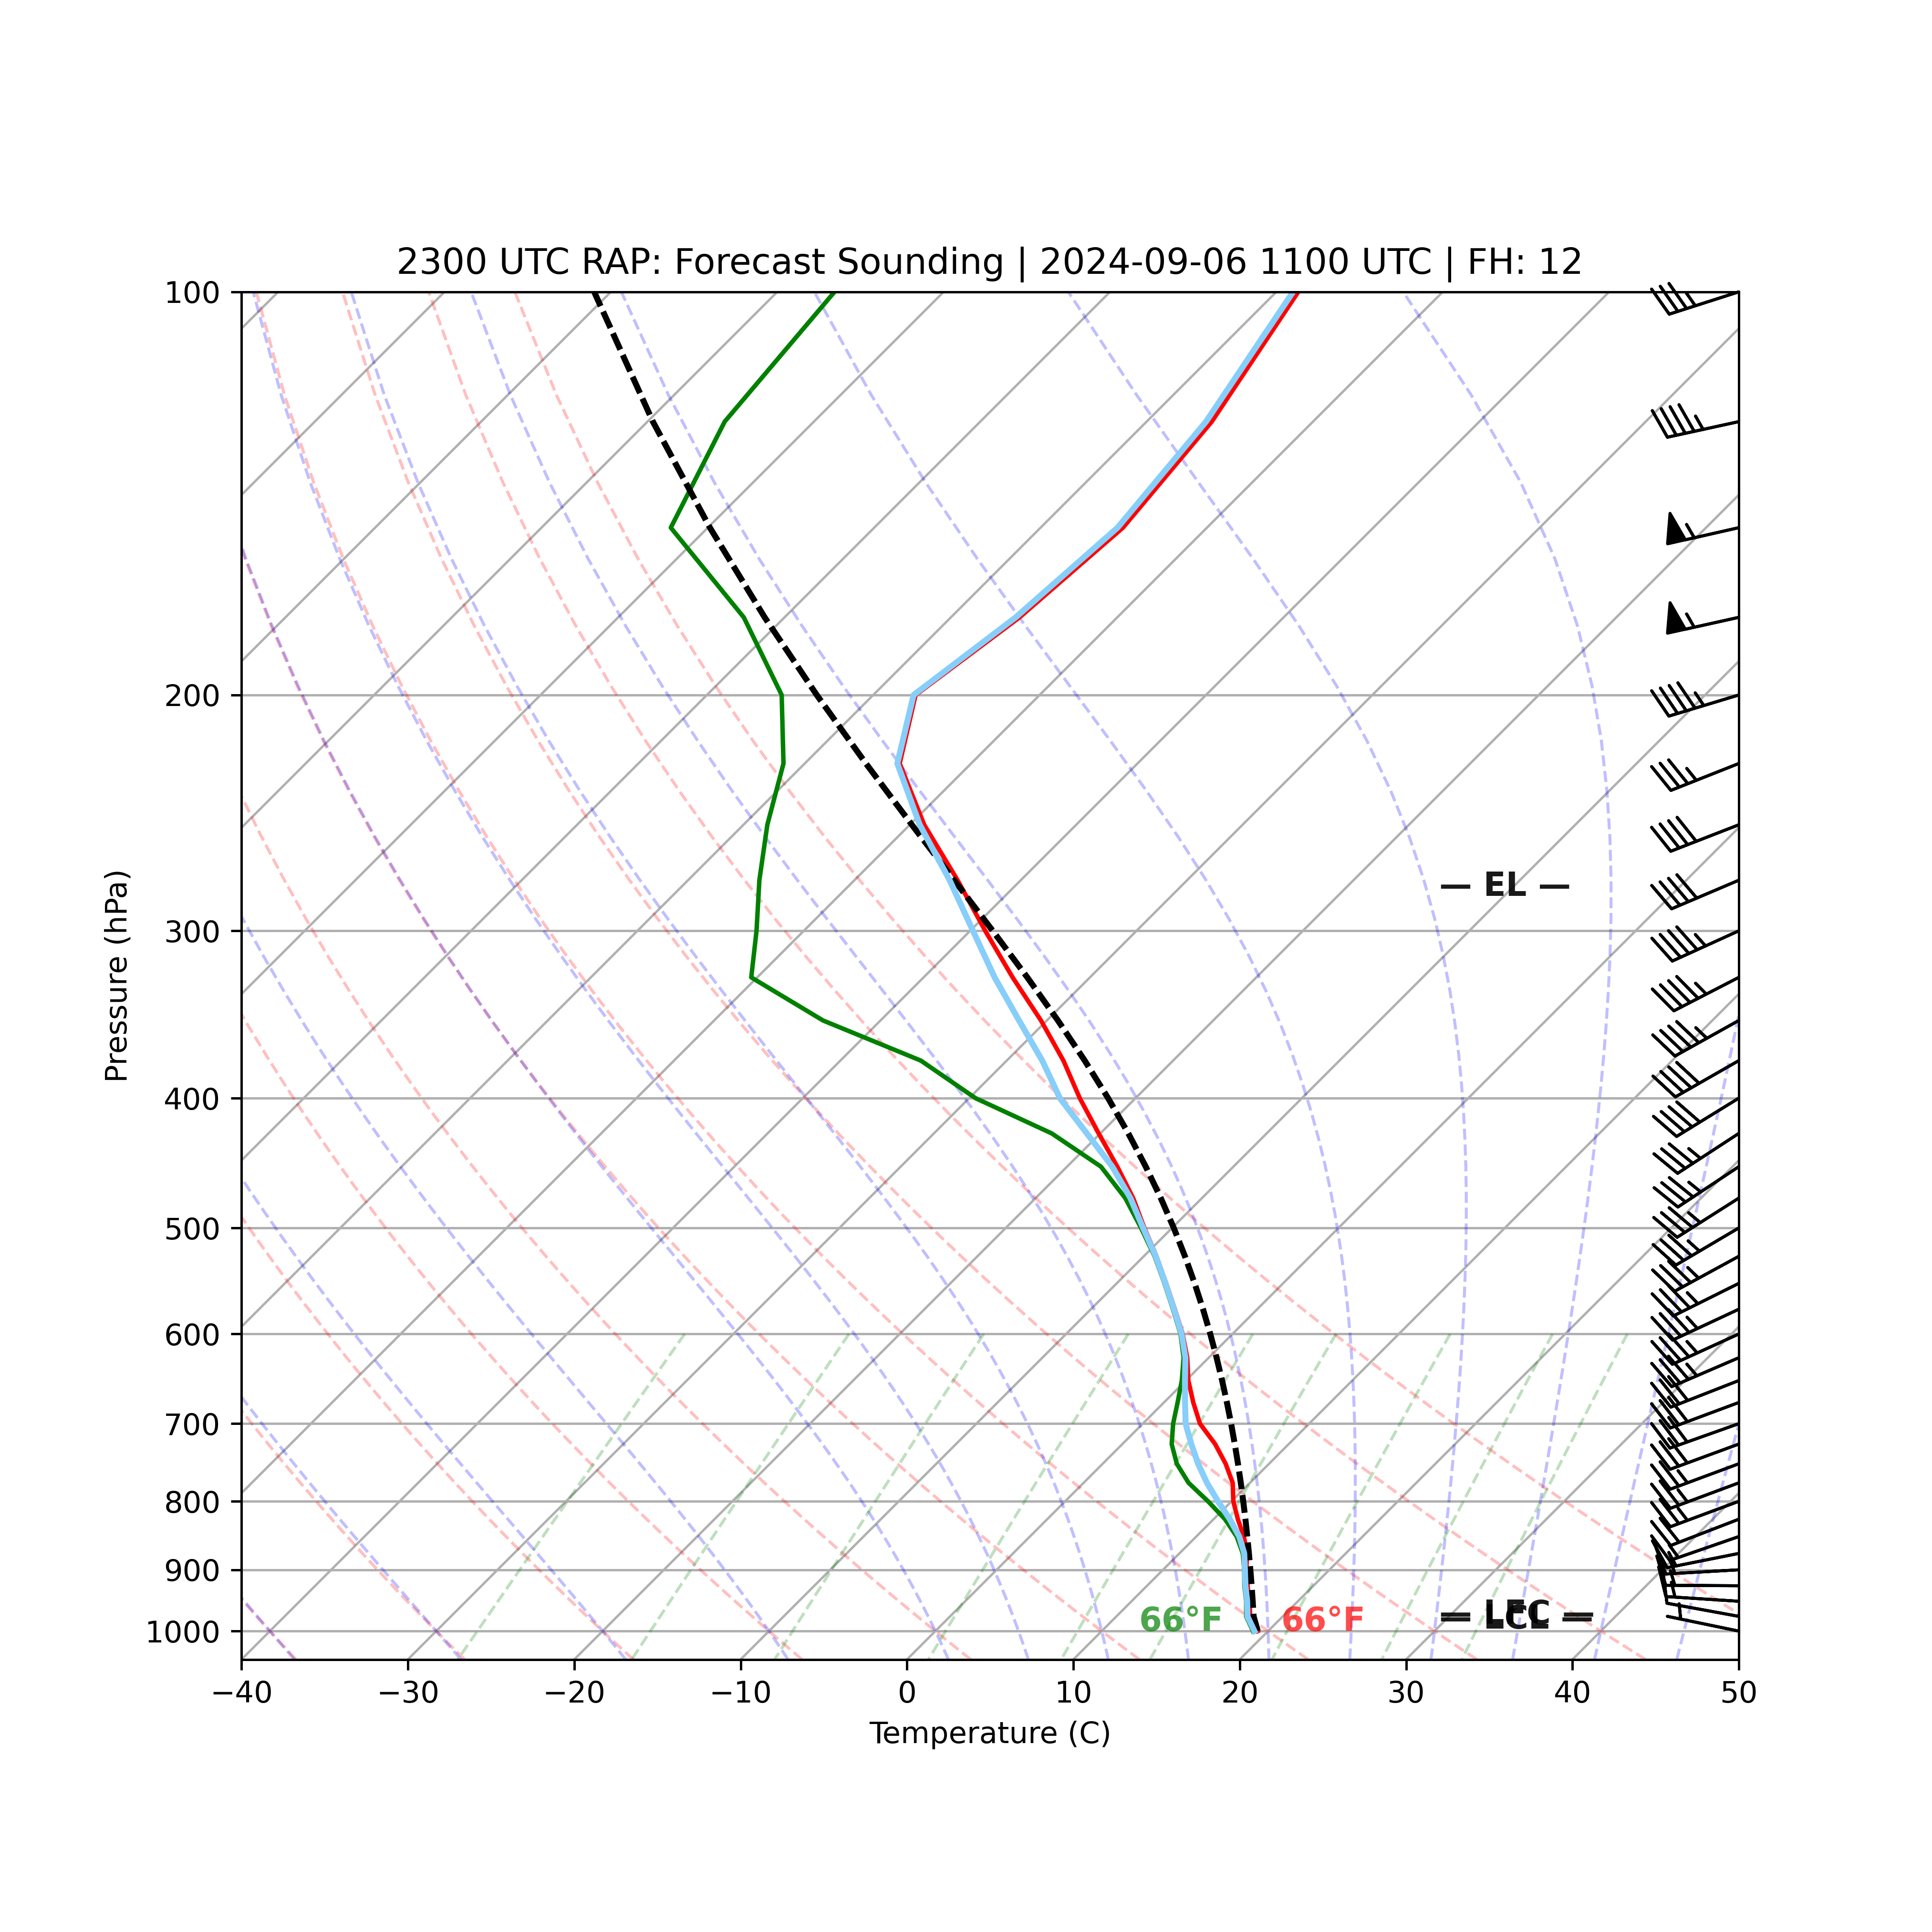 2300 UTC RAP: Forecast Sounding | 2024-09-06 1100 UTC | FH: 12
100
200
300
400
500
600
700
800
900
1000
Pressure (hPa)
— EL —
66°F 66°F
— LFC —
−40 −30 −20 −10 0 10 20 30 40 50
Temperature (C)